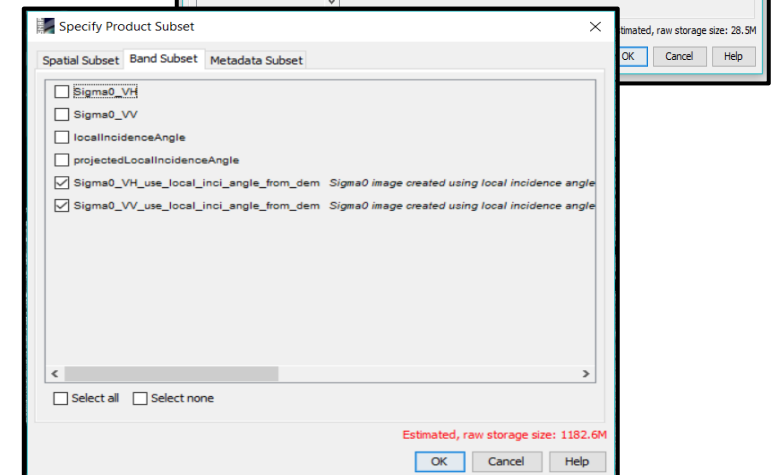 Specify Product Subset
timated, raw storage size: 28.5M
OK Cancel Help
Spatial Subset Band Subset Metadata Subset
Sigma0_VH
Sigma0_VV
localIncidenceAngle
projectedLocalIncidenceAngle
Sigma0_VH_use_local_inci_angle_from_dem Sigma0 image created using local incidence angle
Sigma0_VV_use_local_inci_angle_from_dem Sigma0 image created using local incidence angle
Select all Select none
Estimated, raw storage size: 1182.6M
OK Cancel Help